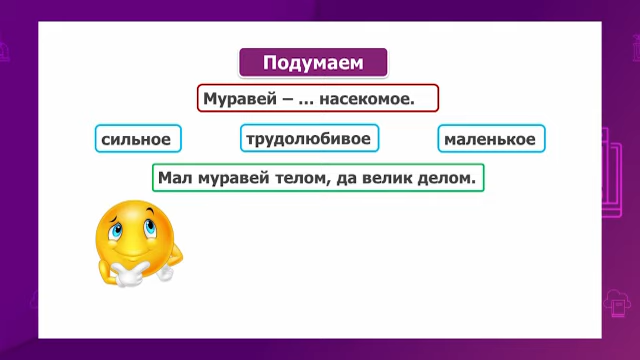 Подумаем
Муравей – ... насекомое.
сильное трудолюбивое маленькое
Мал муравей телом, да велик делом.